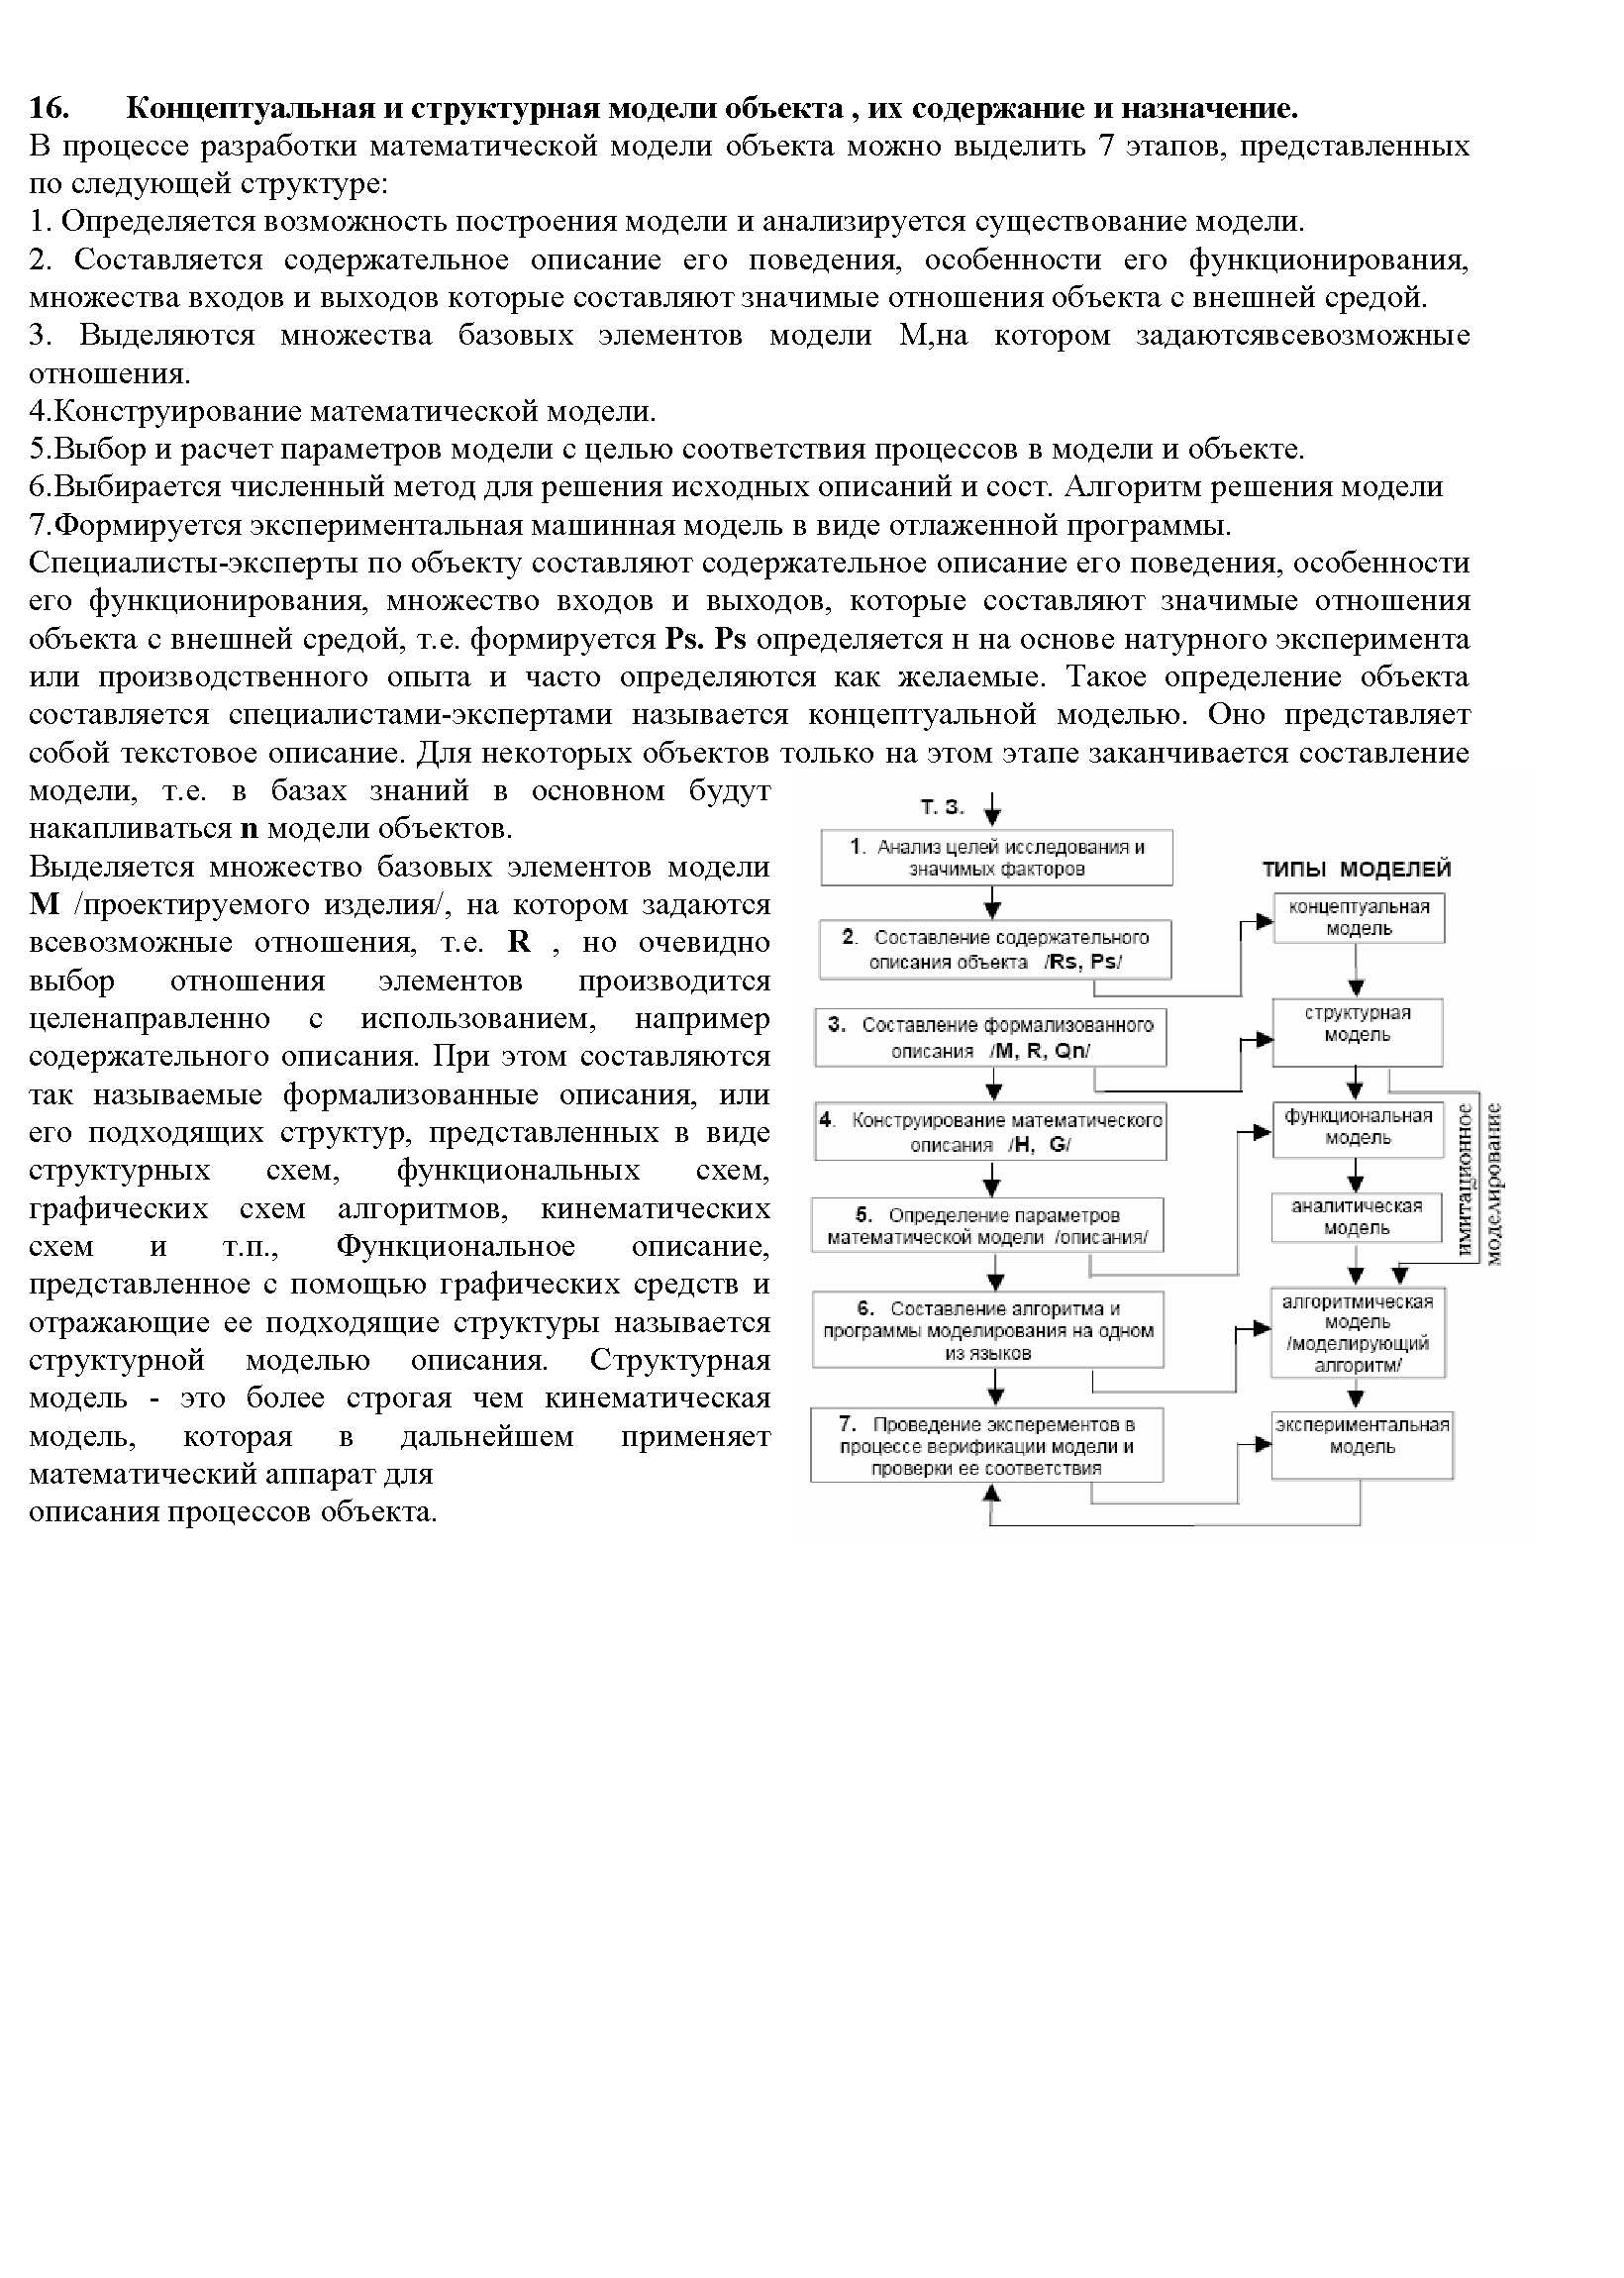 16. Концептуальная и структурная модели объекта , их содержание и назначение.
В процессе разработки математической модели объекта можно выделить 7 этапов, представленных
по следующей структуре:
1. Определяется возможность построения модели и анализируется существование модели.
2. Составляется содержательное описание его поведения, особенности его функционирования,
множества входов и выходов которые составляют значимые отношения объекта с внешней средой.
3. Выделяются множества базовых элементов модели М,на котором задаютсявсевозможные
отношения.
4.Конструирование математической модели.
5.Выбор и расчет параметров модели с целью соответствия процессов в модели и объекте.
6.Выбирается численный метод для решения исходных описаний и сост. Алгоритм решения модели
7.Формируется экспериментальная машинная модель в виде отлаженной программы.
Специалисты-эксперты по объекту составляют содержательное описание его поведения, особенности
его функционирования, множество входов и выходов, которые составляют значимые отношения
объекта с внешней средой, т.е. формируется Ps. Ps определяется н на основе натурного эксперимента
или производственного опыта и часто определяются как желаемые. Такое определение объекта
составляется специалистами-экспертами называется концептуальной моделью. Оно представляет
собой текстовое описание. Для некоторых объектов только на этом этапе заканчивается составление
модели, т.е. в базах знаний в основном будут
накапливаться n модели объектов.
Выделяется множество базовых элементов модели
М /проектируемого изделия/, на котором задаются
всевозможные отношения, т.е. R , но очевидно
выбор отношения элементов производится
целенаправленно с использованием, например
содержательного описания. При этом составляются
так называемые формализованные описания, или
его подходящих структур, представленных в виде
структурных схем, функциональных схем,
графических схем алгоритмов, кинематических
схем и т.п., Функциональное описание,
представленное с помощью графических средств и
отражающие ее подходящие структуры называется
структурной моделью описания. Структурная
модель - это более строгая чем кинематическая
модель, которая в дальнейшем применяет
математический аппарат для
описания процессов объекта.
Т. З.
1. Анализ целей исследования и
значимых факторов
2. Составление содержательного
описания объекта /Rs, Ps/
3. Составление формализованного
описания /M, R, Qn/
4. Конструирование математического
описания /H, G/
5. Определение параметров
математической модели /описания/
6. Составление алгоритма и
программы моделирования на одном
из языков
7. Проведение эксперементов в
процессе верификации модели и
проверки ее соответствия
ТИПЫ МОДЕЛЕЙ
концептуальная
модель
структурная
модель
функциональная
модель
аналитическая
модель
алгоритмическая
модель
/моделирующий
алгоритм/
экспериментальная
модель
имитационное
моделирование